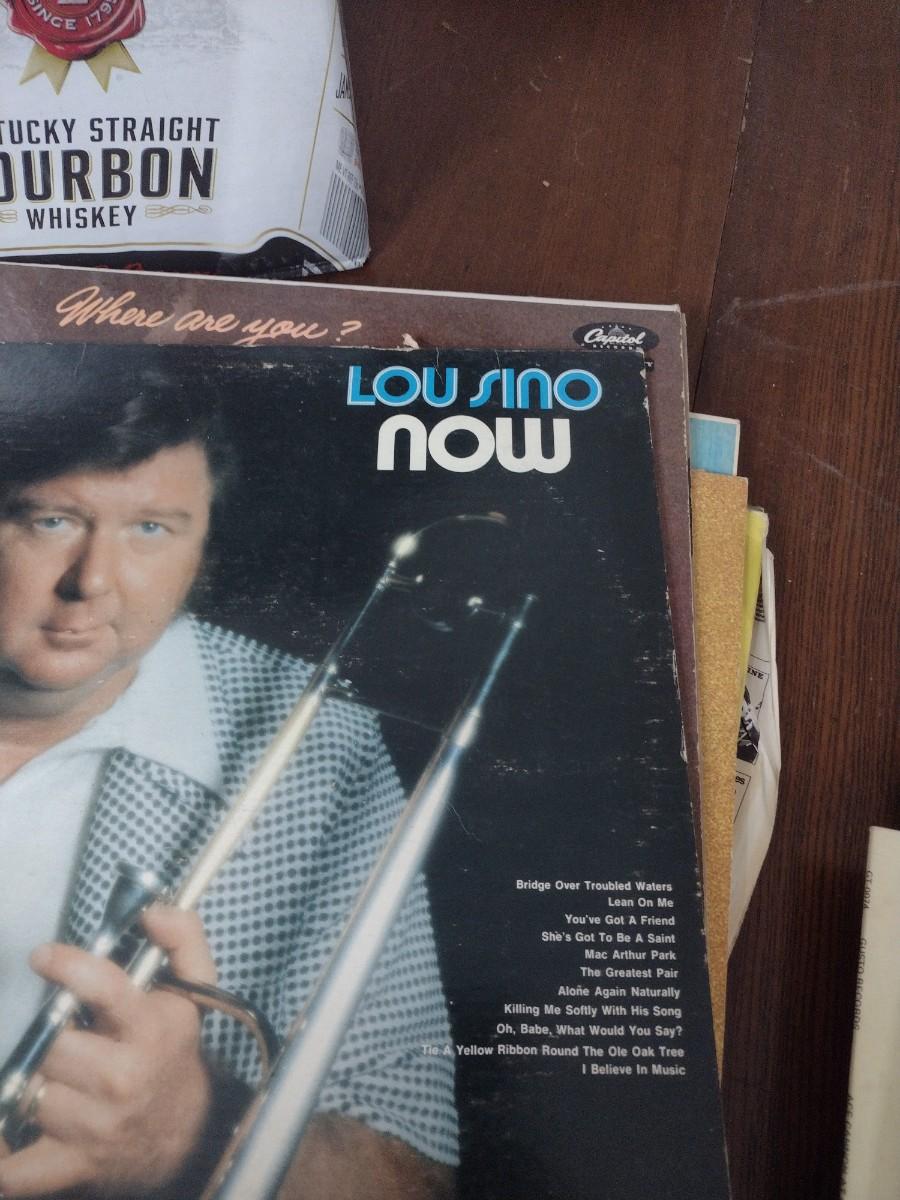 SINCE 1795
TUCKY STRAIGHT
OURBON
WHISKEY
Where are you?
Capitol
RECORDS
LOU SINO
NOW
Bridge Over Troubled Waters
Lean On Me
You've Got A Friend
She's Got To Be A Saint
Mac Arthur Park
The Greatest Pair
Alone Again Naturally
Killing Me Softly With His Song
Oh, Babe, What Would You Say?
Tie A Yellow Ribbon Round The Ole Oak Tree
I Believe In Music